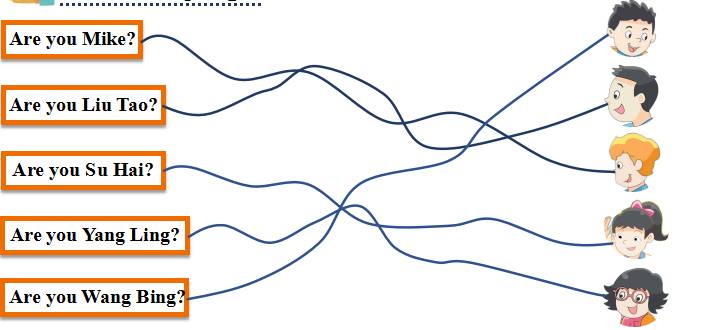 Are you Mike?
Are you Liu Tao?
Are you Su Hai?
Are you Yang Ling?
Are you Wang Bing?